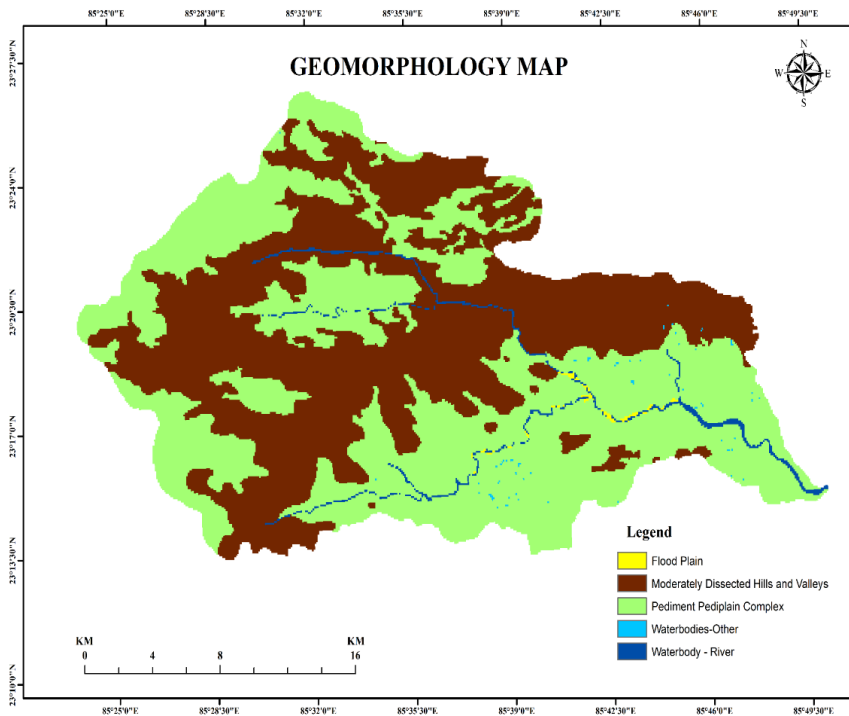 85°25'0"E 85°28'30"E 85°32'0"E 85°35'30"E 85°39'0"E 85°42'30"E 85°46'0"E 85°49'30"E
GEOMORPHOLOGY MAP
N
W E
S
23°27'30"N
23°24'0"N
23°20'30"N
23°17'0"N
23°13'30"N
23°10'0"N
Legend
Flood Plain
Moderately Dissected Hills and Valleys
Pediment Pediplain Complex
Waterbodies-Other
Waterbody - River
KM KM
0 4 8 16
85°25'0"E 85°28'30"E 85°32'0"E 85°35'30"E 85°39'0"E 85°42'30"E 85°46'0"E 85°49'30"E